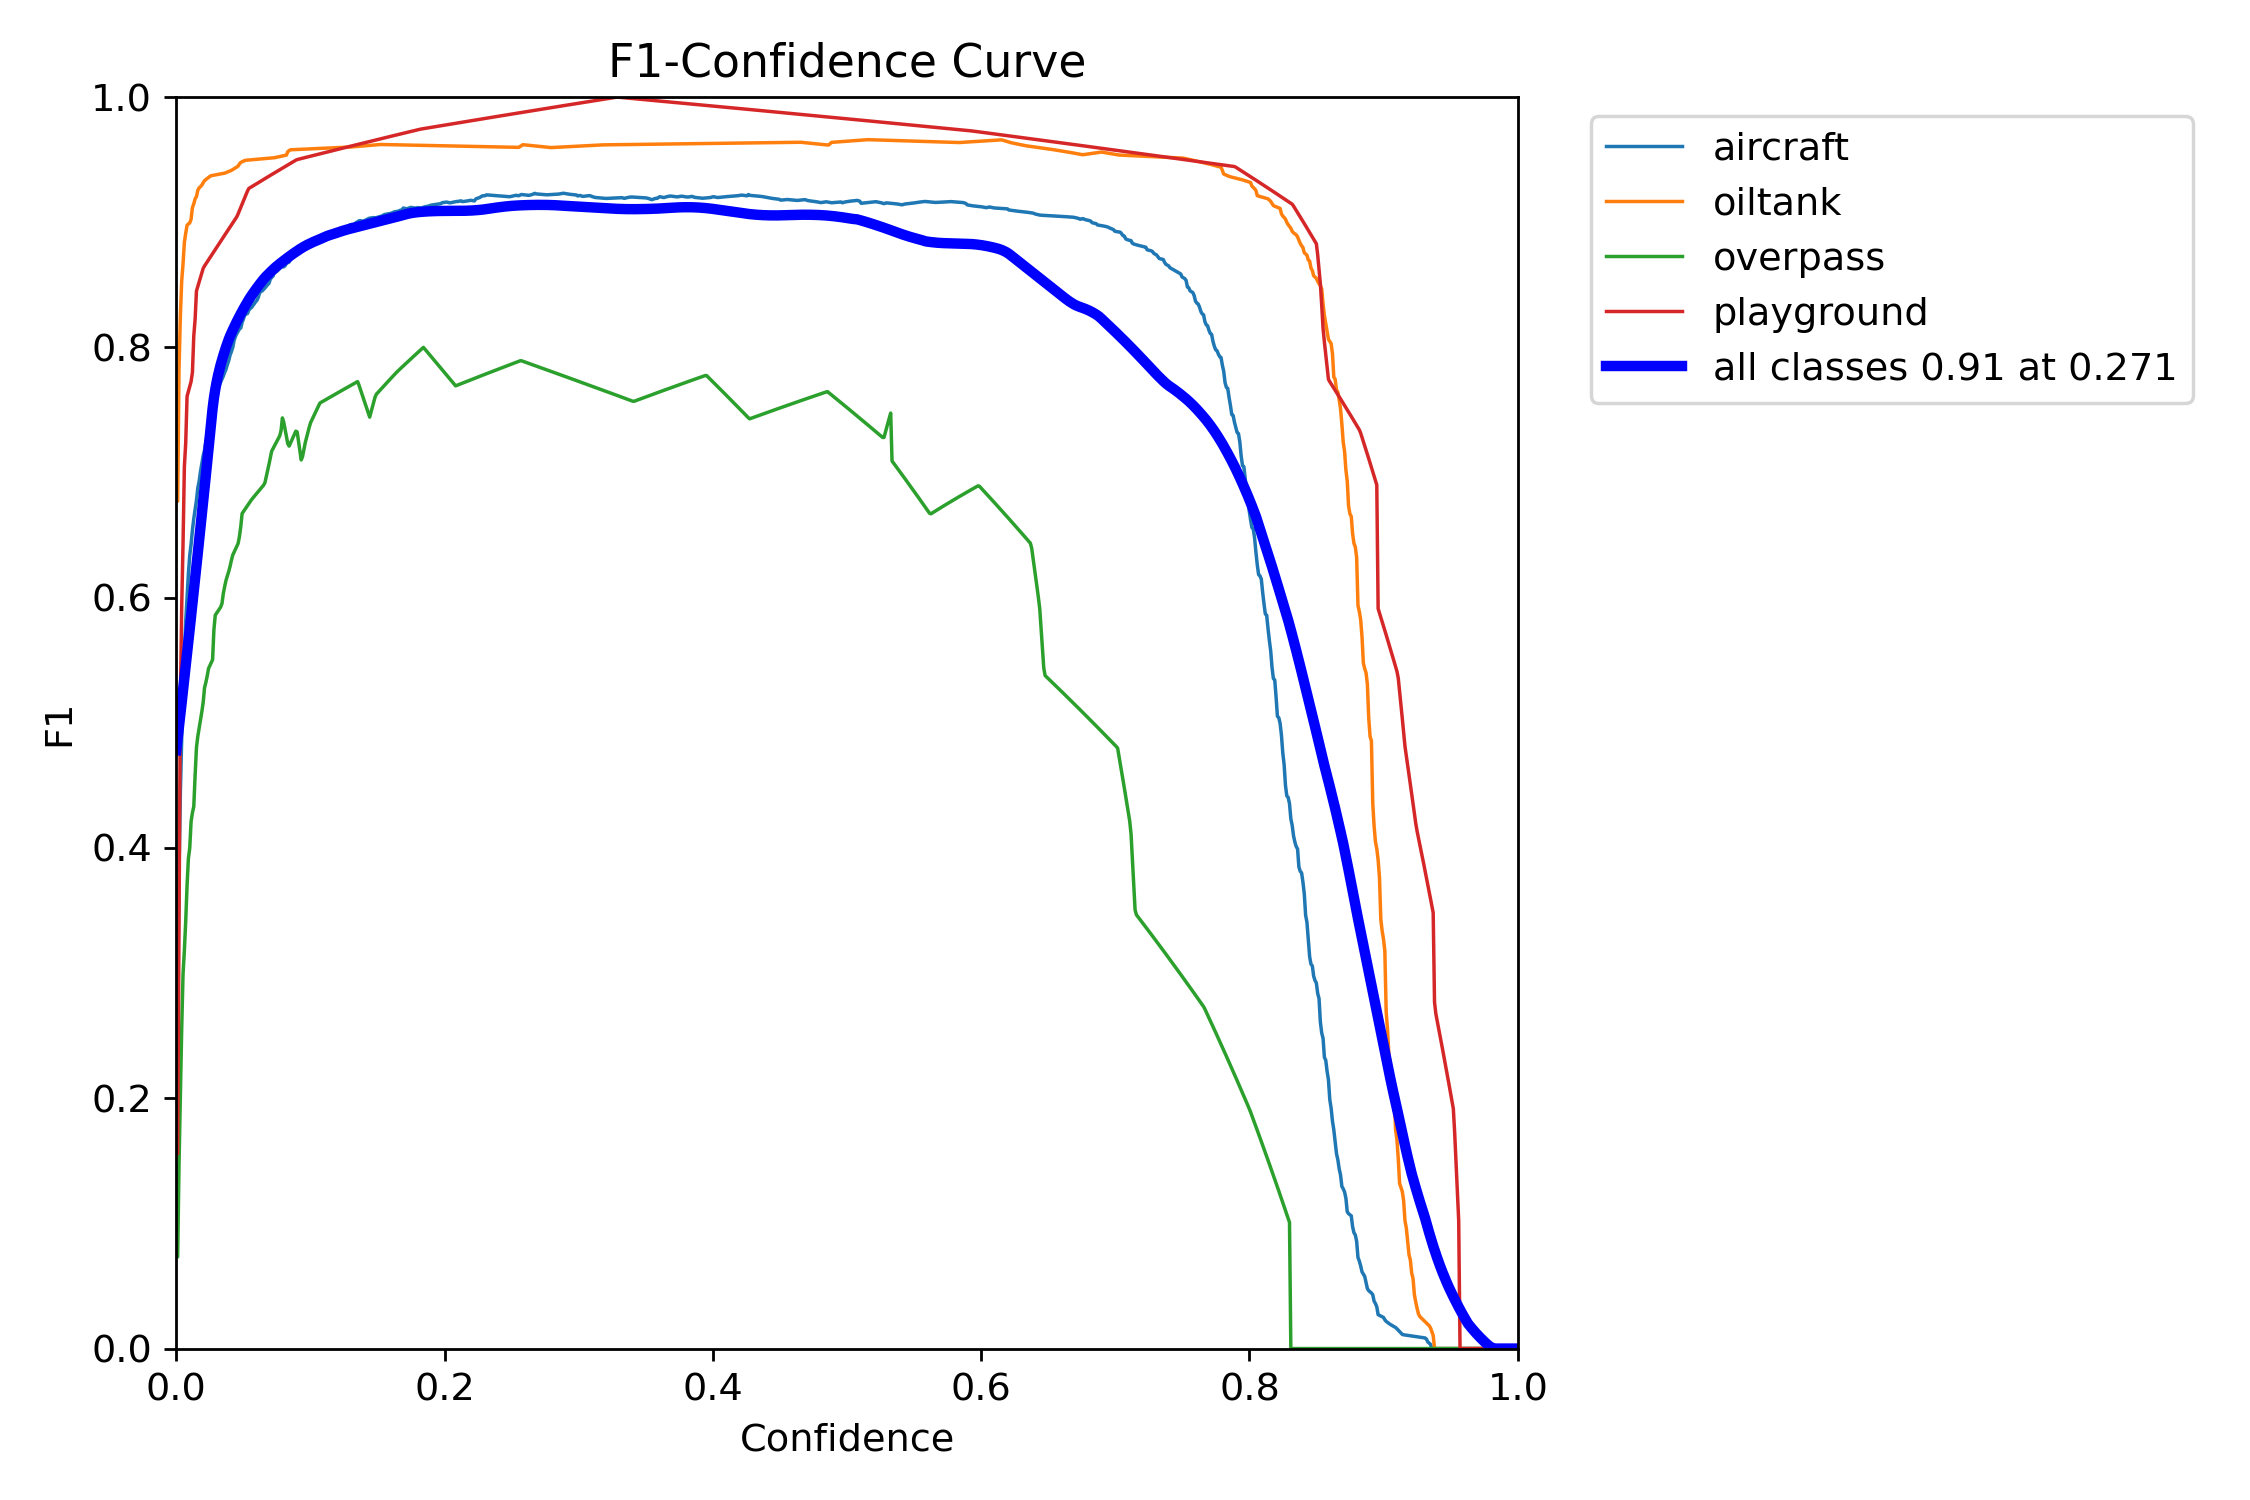 F1-Confidence Curve
1.0
0.8
0.6
0.4
0.2
0.0
F1
0.0 0.2 0.4 0.6 0.8 1.0
Confidence
aircraft
oiltank
overpass
playground
all classes 0.91 at 0.271